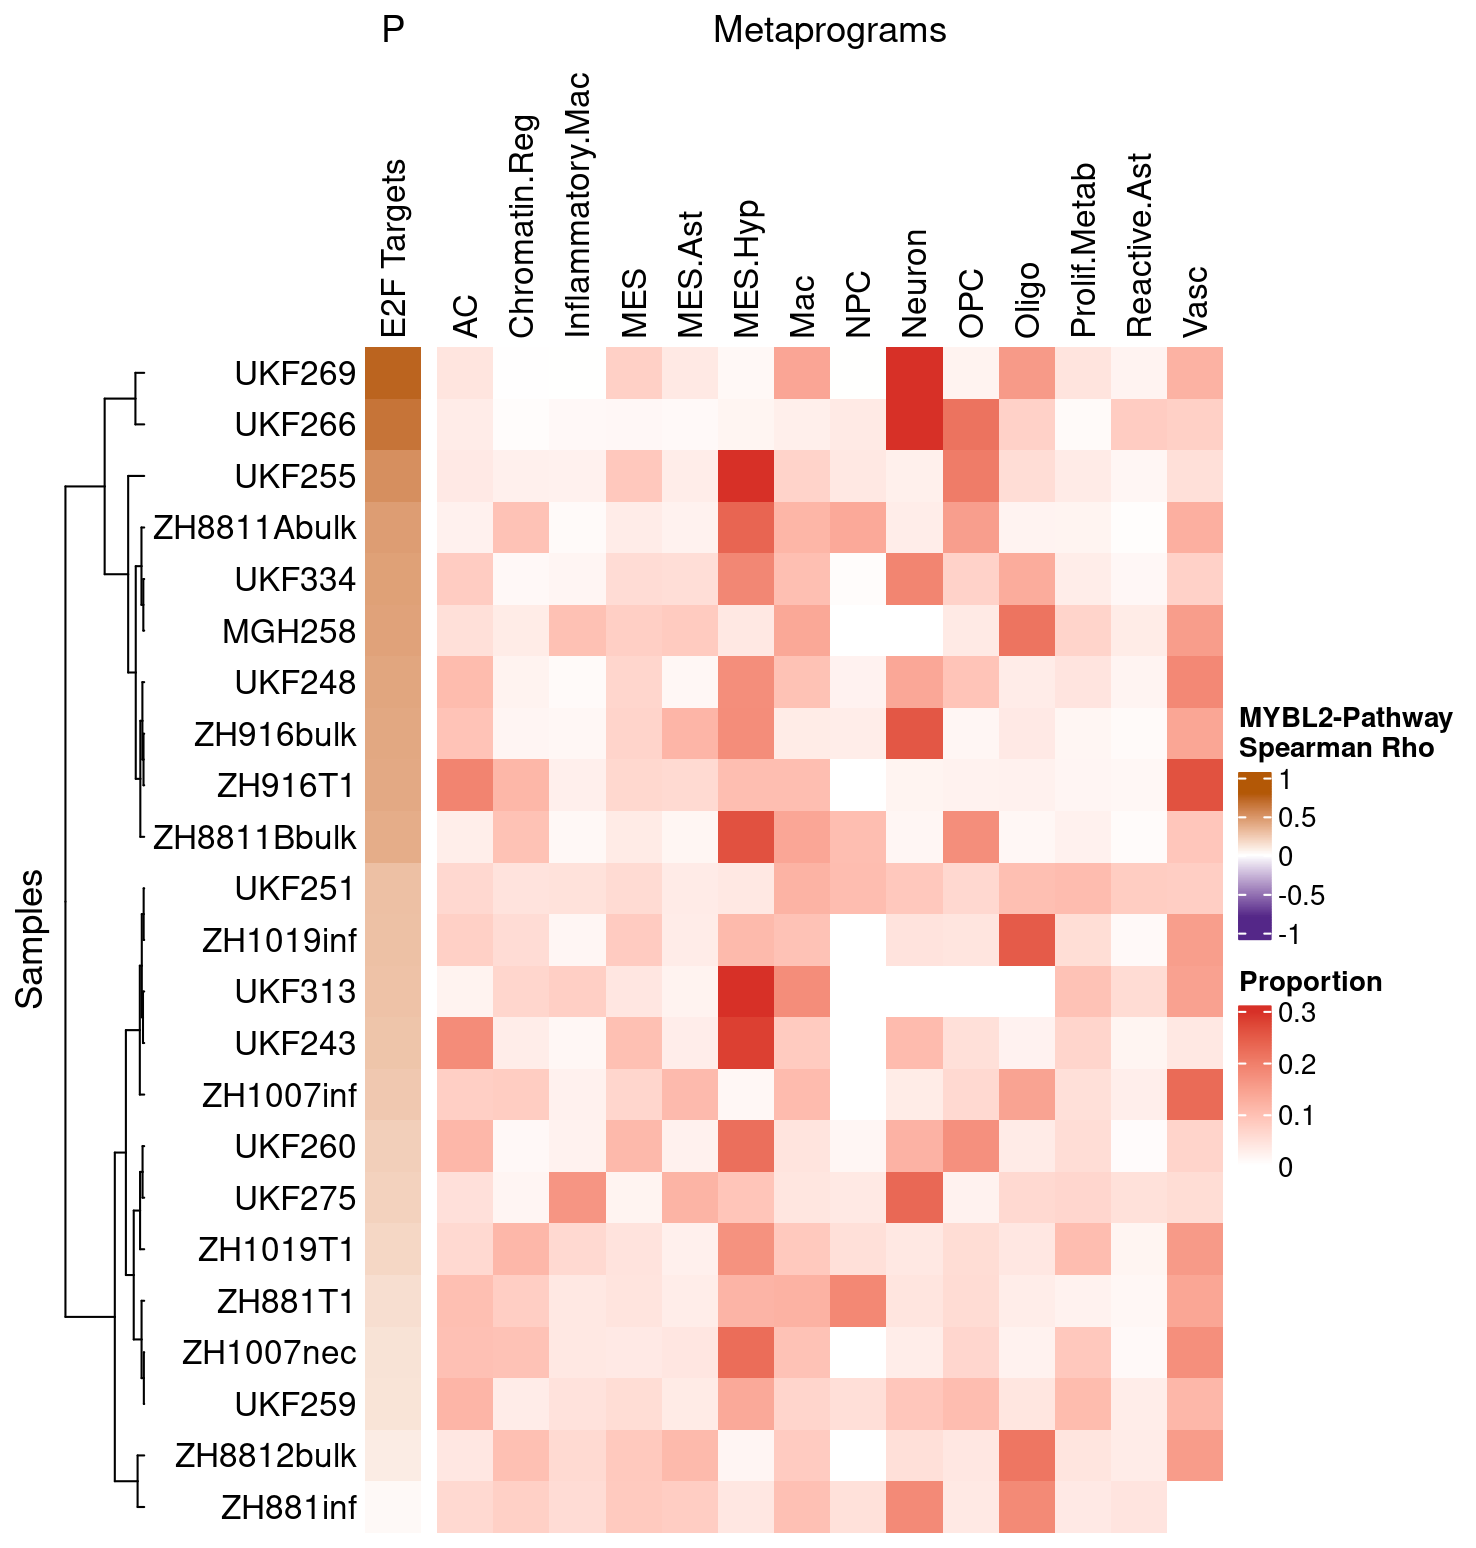 P
Metaprograms
E2F Targets
AC
Chromatin.Reg
Inflammatory.Mac
MES
MES.Ast
MES.Hyp
Mac
NPC
Neuron
OPC
Oligo
Prolif.Metab
Reactive.Ast
Vasc
Samples
UKF269
UKF266
UKF255
ZH8811Abulk
UKF334
MGH258
UKF248
ZH916bulk
ZH916T1
ZH8811Bbulk
UKF251
ZH1019inf
UKF313
UKF243
ZH1007inf
UKF260
UKF275
ZH1019T1
ZH881T1
ZH1007nec
UKF259
ZH8812bulk
ZH881inf
MYBL2-Pathway
Spearman Rho
1
0.5
0
-0.5
-1
Proportion
0.3
0.2
0.1
0